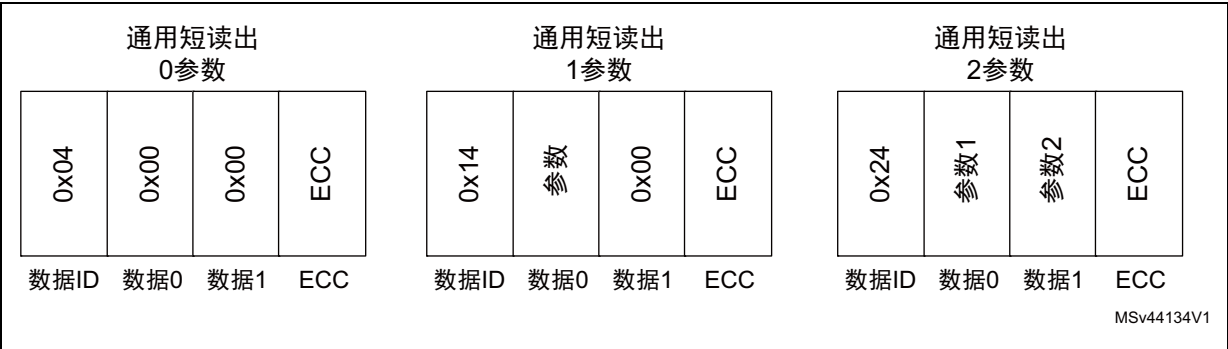 通用短读出
0参数
0x04
0x00
0x00
ECC
数据ID 数据0 数据1 ECC
通用短读出
1参数
0x14
参数
0x00
ECC
数据ID 数据0 数据1 ECC
通用短读出
2参数
0x24
参数1
参数2
ECC
数据ID 数据0 数据1 ECC
MSv44134V1